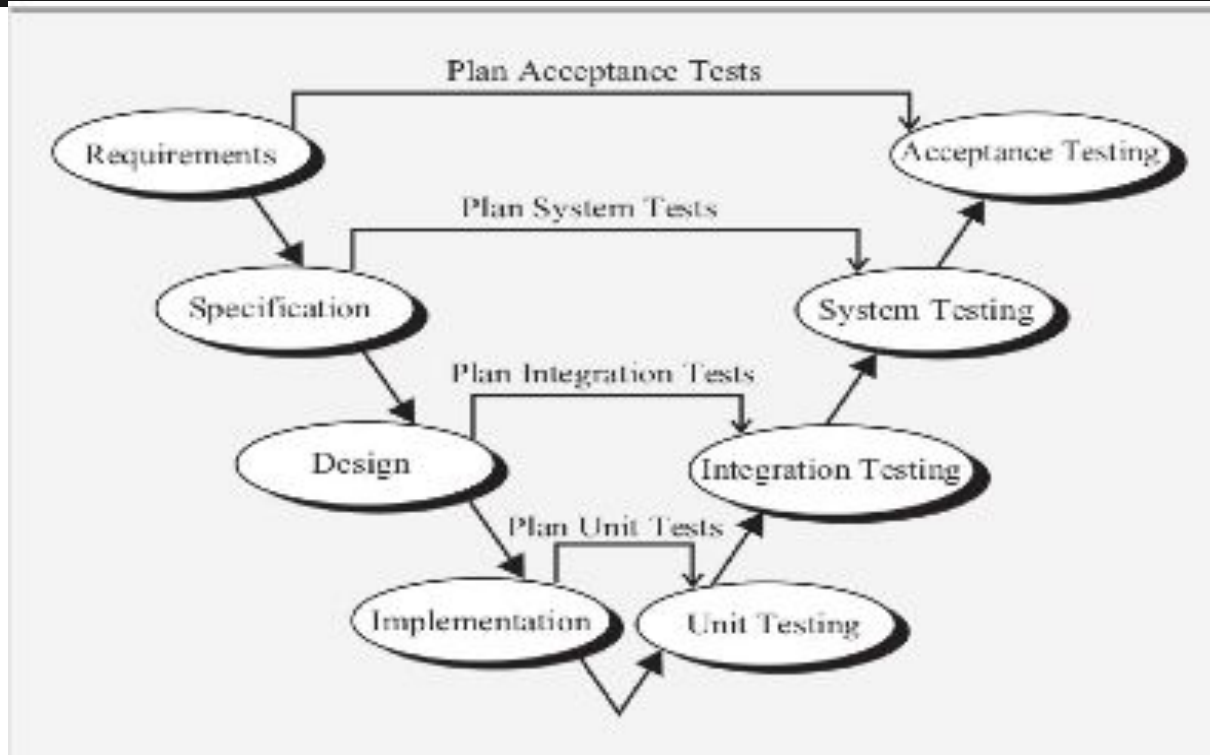 Plan Acceptance Tests
Requirements
Acceptance Testing
Plan System Tests
Specification
System Testing
Plan Integration Tests
Design
Integration Testing
Plan Unit Tests
Implementation
Unit Testing